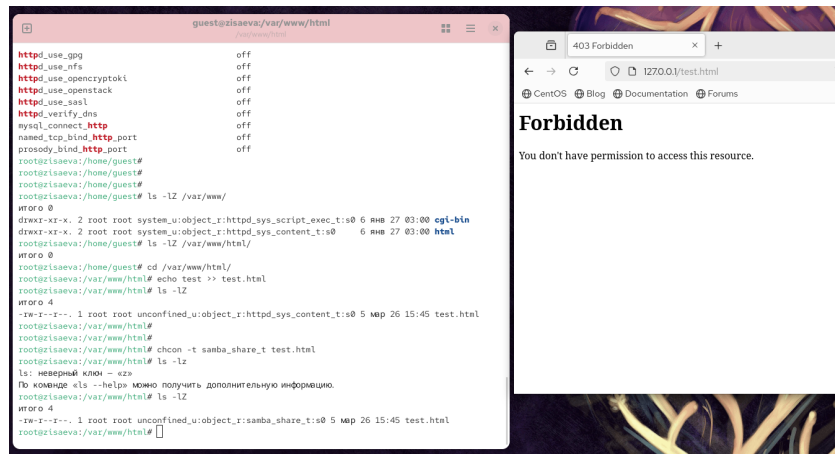 guest@zisaeva:/var/www/html
/var/www/html
httpd_use_gpg off
httpd_use_nfs off
httpd_use_opencryptoki off
httpd_use_openstack off
httpd_use_sasl off
httpd_verify_dns off
mysql_connect_http off
named_tcp_bind_http_port off
prosody_bind_http_port off
root@zisaeva:/home/guest#
root@zisaeva:/home/guest#
root@zisaeva:/home/guest#
root@zisaeva:/home/guest# ls -lZ /var/www/
итого 0
drwxr-xr-x. 2 root root system_u:object_r:httpd_sys_script_exec_t:s0 6 янв 27 03:00 cgi-bin
drwxr-xr-x. 2 root root system_u:object_r:httpd_sys_content_t:s0 6 янв 27 03:00 html
root@zisaeva:/home/guest# ls -lZ /var/www/html/
итого 0
root@zisaeva:/home/guest# cd /var/www/html/
root@zisaeva:/var/www/html# echo test >> test.html
root@zisaeva:/var/www/html# ls -lZ
итого 4
-rw-r--r--. 1 root root unconfined_u:object_r:httpd_sys_content_t:s0 5 мар 26 15:45 test.html
root@zisaeva:/var/www/html#
root@zisaeva:/var/www/html#
root@zisaeva:/var/www/html# chcon -t samba_share_t test.html
root@zisaeva:/var/www/html# ls -lz
ls: неверный ключ — «z»
По команде «ls --help» можно получить дополнительную информацию.
root@zisaeva:/var/www/html# ls -lZ
итого 4
-rw-r--r--. 1 root root unconfined_u:object_r:samba_share_t:s0 5 мар 26 15:45 test.html
root@zisaeva:/var/www/html#
403 Forbidden
127.0.0.1/test.html
CentOS Blog Documentation Forums
Forbidden
You don't have permission to access this resource.